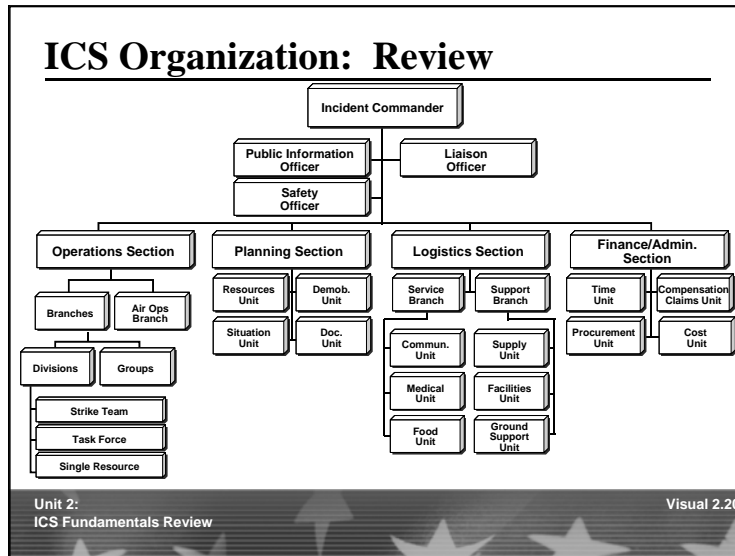 ICS Organization: Review
Incident Commander
Public Information
Officer
Liaison
Officer
Safety
Officer
Operations Section
Planning Section
Logistics Section
Finance/Admin.
Section
Branches
Air Ops
Branch
Divisions
Groups
Strike Team
Task Force
Single Resource
Resources
Unit
Demob.
Unit
Situation
Unit
Doc.
Unit
Service
Branch
Support
Branch
Commun.
Unit
Supply
Unit
Medical
Unit
Facilities
Unit
Food
Unit
Ground
Support
Unit
Time
Unit
Compensation
Claims Unit
Procurement
Unit
Cost
Unit
Unit 2:
ICS Fundamentals Review
Visual 2.20